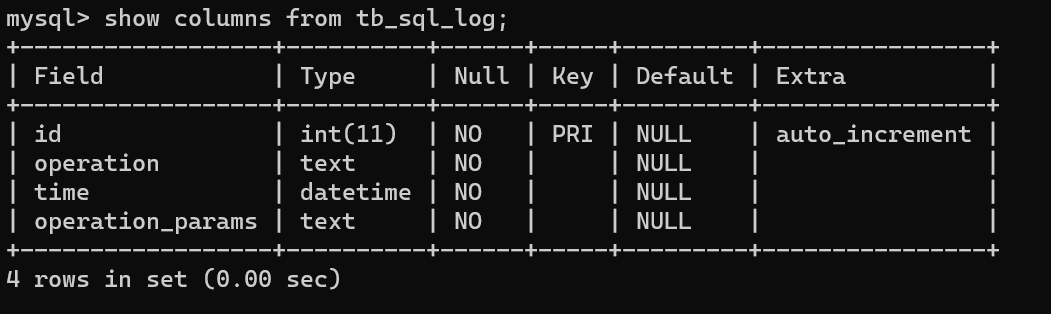 mysql> show columns from tb_sql_log;
+------------------+----------+------+-----+---------+----------------+
| Field            | Type     | Null | Key | Default | Extra          |
+------------------+----------+------+-----+---------+----------------+
| id               | int(11)  | NO   | PRI | NULL    | auto_increment |
| operation        | text     | NO   |     | NULL    |                |
| time             | datetime | NO   |     | NULL    |                |
| operation_params | text     | NO   |     | NULL    |                |
+------------------+----------+------+-----+---------+----------------+
4 rows in set (0.00 sec)